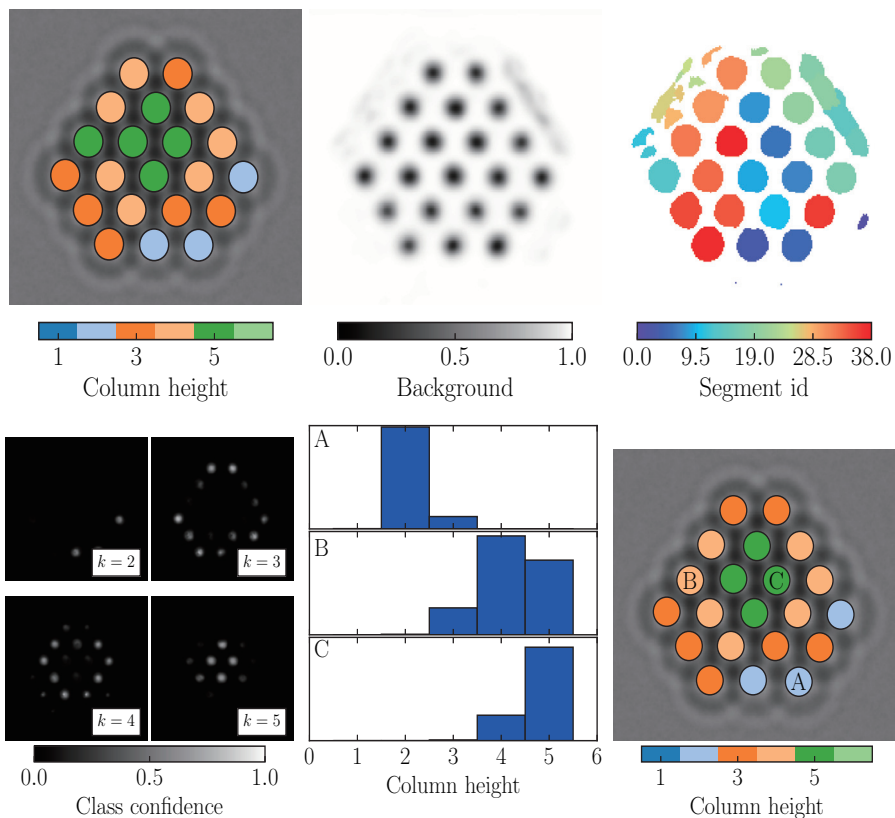 1 3 5
Column height
0.0 0.5 1.0
Background
0.0 9.5 19.0 28.5 38.0
Segment id
k = 2
k = 3
k = 4
k = 5
0.0 0.5 1.0
Class confidence
A
B
C
0 1 2 3 4 5 6
Column height
B C
A
1 3 5
Column height